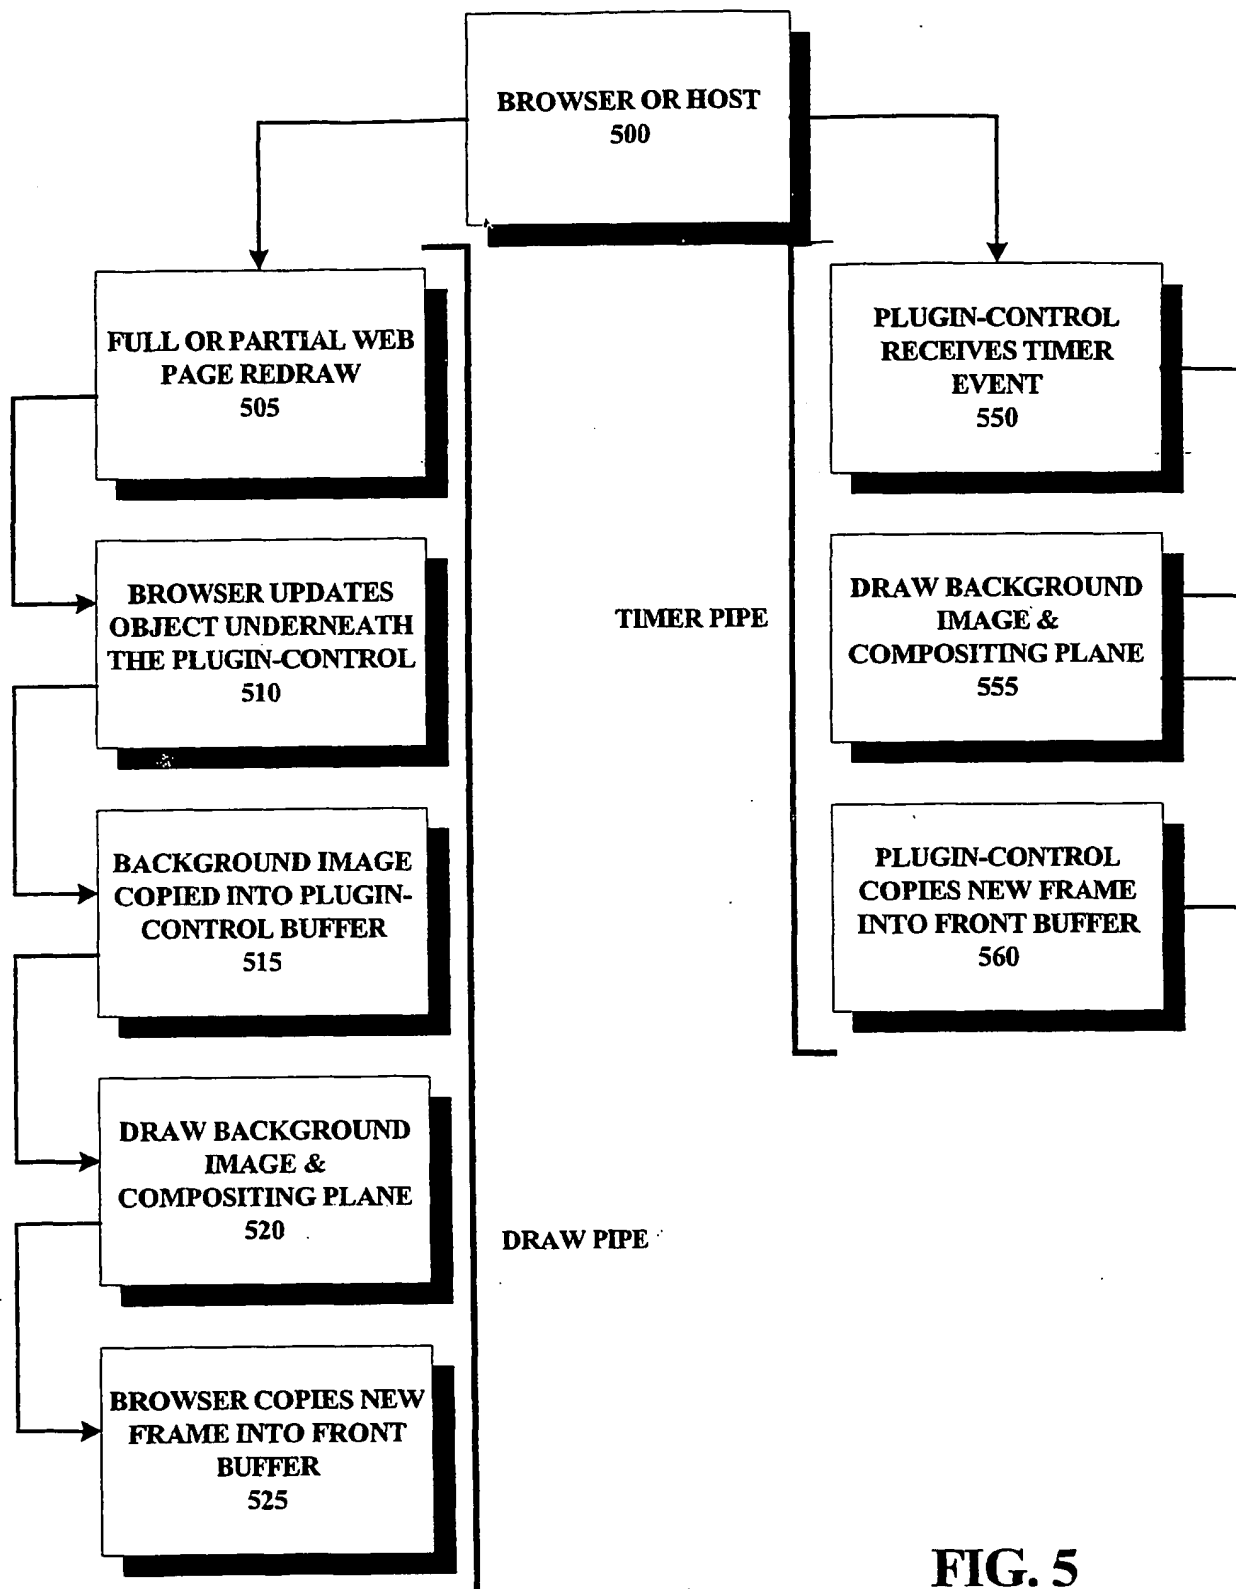 BROWSER OR HOST
500
FULL OR PARTIAL WEB
PAGE REDRAW
505
BROWSER UPDATES
OBJECT UNDERNEATH
THE PLUGIN-CONTROL
510
BACKGROUND IMAGE
COPIED INTO PLUGIN-
CONTROL BUFFER
515
DRAW BACKGROUND
IMAGE &
COMPOSITING PLANE
520
BROWSER COPIES NEW
FRAME INTO FRONT
BUFFER
525
DRAW PIPE
TIMER PIPE
PLUGIN-CONTROL
RECEIVES TIMER
EVENT
550
DRAW BACKGROUND
IMAGE &
COMPOSITING PLANE
555
PLUGIN-CONTROL
COPIES NEW FRAME
INTO FRONT BUFFER
560
FIG. 5